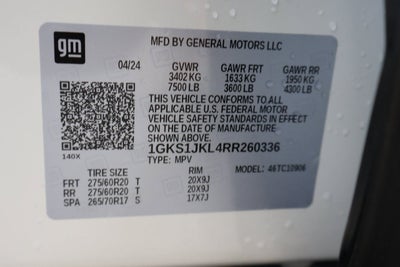 gm
MFD BY GENERAL MOTORS LLC
04/24 GVWR GAWR FRT GAWR RR
3402 KG 1633 KG 1950 KG
7500 LB 3600 LB 4300 LB
THIS VEHICLE CONFORMS TO ALL
APPLICABLE U.S. FEDERAL MOTOR
VEHICLE SAFETY STANDARDS IN EFFECT
ON THE DATE OF MANUFACTURE
SHOWN ABOVE.
1GKS1JKL4RR260336
140X TYPE: MPV
TIRE SIZE RIM MODEL: 46TC10906
FRT 275/60R20 T 20X9J
RR 275/60R20 T 20X9J
SPA 265/70R17 S 17X7J